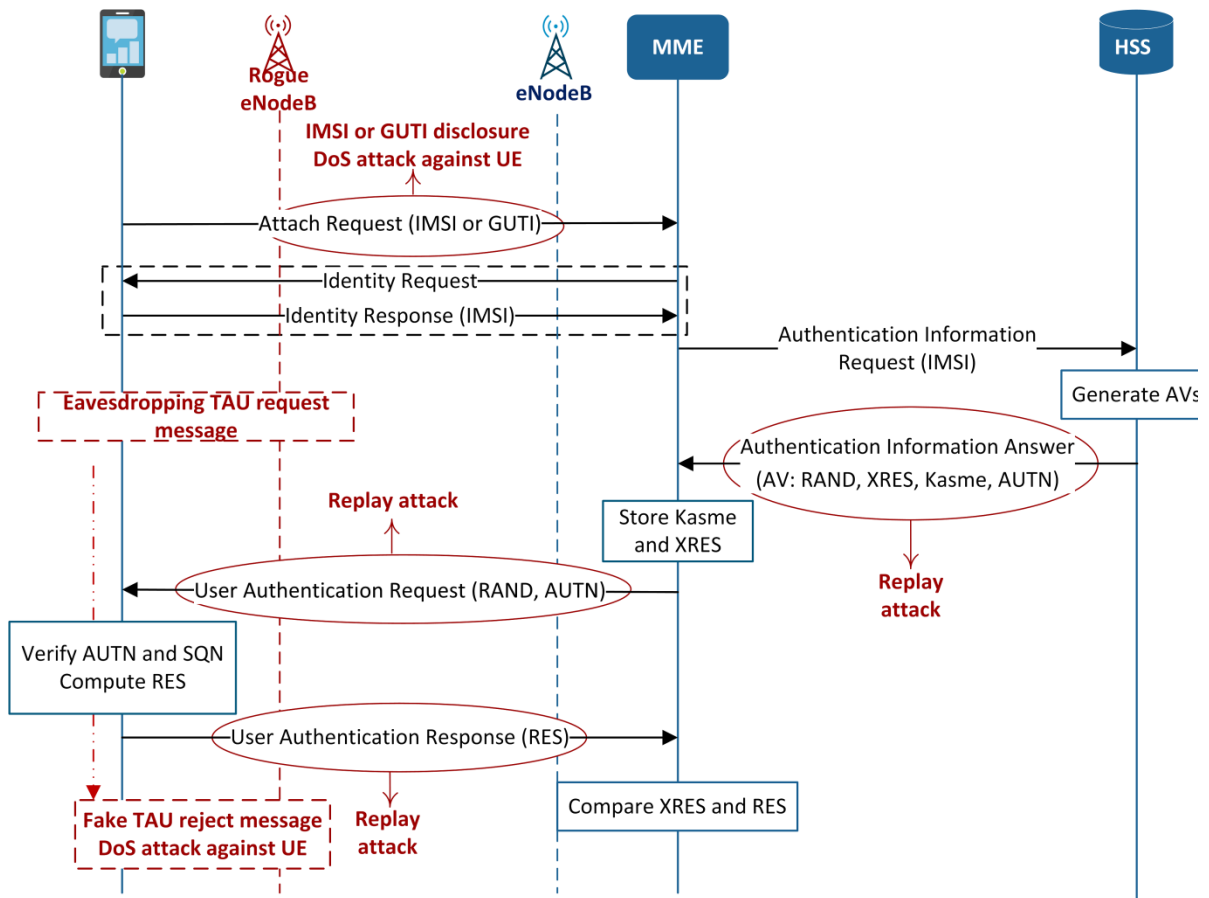 MME
HSS
Rogue
eNodeB
eNodeB
IMSI or GUTI disclosure
DoS attack against UE
Attach Request (IMSI or GUTI)
Identity Request
Identity Response (IMSI)
Authentication Information
Request (IMSI)
Generate AVs
Eavesdropping TAU request
message
Authentication Information Answer
(AV: RAND, XRES, Kasme, AUTN)
Replay attack
Store Kasme
and XRES
Replay
attack
User Authentication Request (RAND, AUTN)
Verify AUTN and SQN
Compute RES
User Authentication Response (RES)
Compare XRES and RES
Fake TAU reject message
DoS attack against UE
Replay
attack